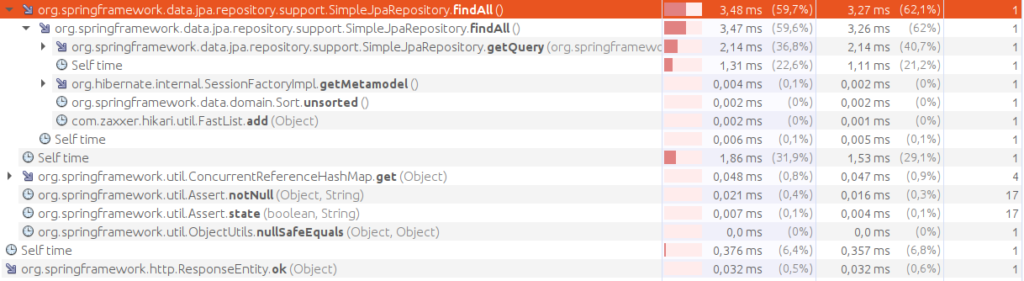 org.springframework.data.jpa.repository.support.SimpleJpaRepository.findAll () 3,48 ms (59,7%) 3,27 ms (62,1%) 1
org.springframework.data.jpa.repository.support.SimpleJpaRepository.findAll () 3,47 ms (59,6%) 3,26 ms (62%) 1
org.springframework.data.jpa.repository.support.SimpleJpaRepository.getQuery (org.springframew 2,14 ms (36,8%) 2,14 ms (40,7%) 1
Self time 1,31 ms (22,6%) 1,11 ms (21,2%) 1
org.hibernate.internal.SessionFactoryImpl.getMetamodel () 0,004 ms (0,1%) 0,002 ms (0%) 1
org.springframework.data.domain.Sort.unsorted () 0,002 ms (0%) 0,002 ms (0%) 1
com.zaxxer.hikari.util.FastList.add (Object) 0,002 ms (0%) 0,001 ms (0%) 1
Self time 0,006 ms (0,1%) 0,005 ms (0,1%) 1
Self time 1,86 ms (31,9%) 1,53 ms (29,1%) 1
org.springframework.util.ConcurrentReferenceHashMap.get (Object) 0,048 ms (0,8%) 0,047 ms (0,9%) 4
org.springframework.util.Assert.notNull (Object, String) 0,021 ms (0,4%) 0,016 ms (0,3%) 17
org.springframework.util.Assert.state (boolean, String) 0,007 ms (0,1%) 0,004 ms (0,1%) 17
org.springframework.util.ObjectUtils.nullSafeEquals (Object, Object) 0,0 ms (0%) 0,0 ms (0%) 1
Self time 0,376 ms (6,4%) 0,357 ms (6,8%) 1
org.springframework.http.ResponseEntity.ok (Object) 0,032 ms (0,5%) 0,032 ms (0,6%) 1